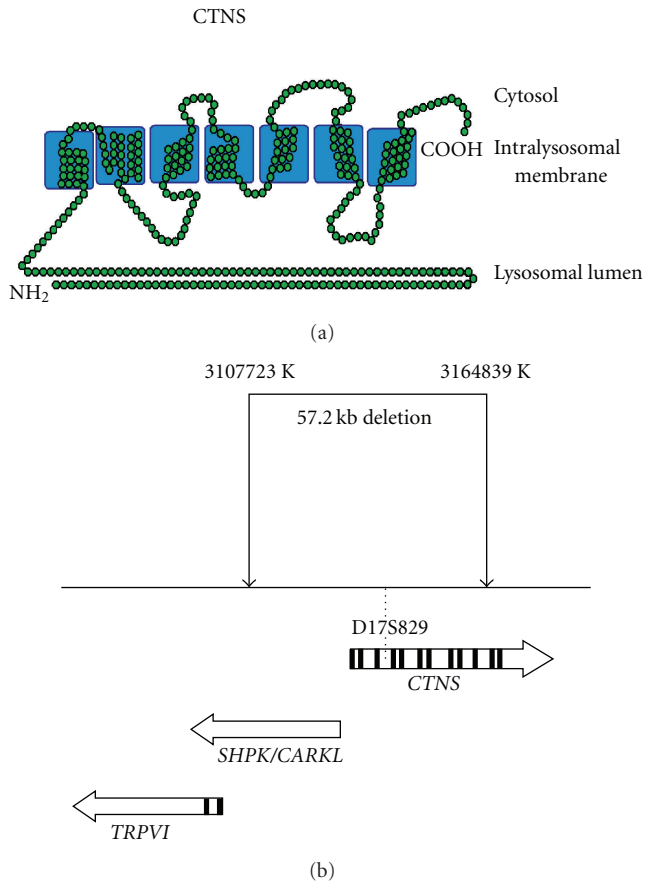 CTNS
Cytosol
COOH
Intralysosomal
membrane
Lysosomal lumen
NH2
(a)
3107723 K
3164839 K
57.2 kb deletion
D17S829
CTNS
SHPK/CARKL
TRPVI
(b)